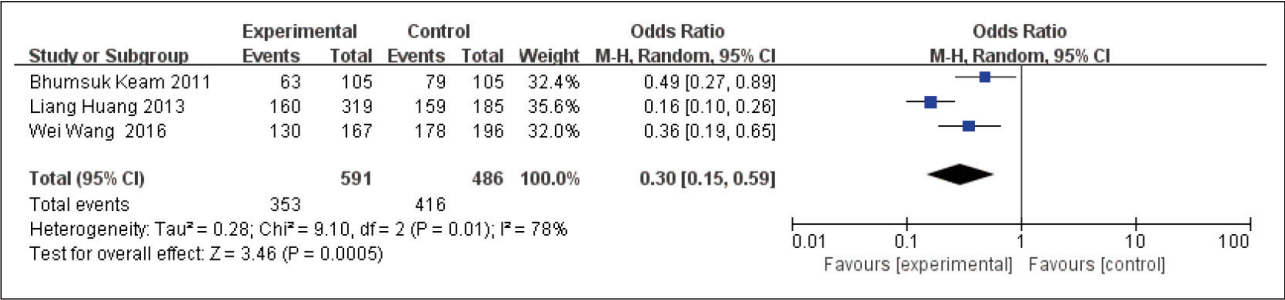 Experimental Control Odds Ratio Odds Ratio
Study or Subgroup Events Total Events Total Weight M-H, Random, 95% CI M-H, Random, 95% CI
Bhumsuk Keam 2011 63 105 79 105 32.4% 0.49 [0.27, 0.89]
Liang Huang 2013 160 319 159 185 35.6% 0.16 [0.10, 0.26]
Wei Wang 2016 130 167 178 196 32.0% 0.36 [0.19, 0.65]
Total (95% CI) 591 486 100.0% 0.30 [0.15, 0.59]
Total events 353 416
Heterogeneity: Tau² = 0.28; Chi² = 9.10, df = 2 (P = 0.01); I² = 78%
Test for overall effect: Z = 3.46 (P = 0.0005)
0.01 0.1 1 10 100
Favours [experimental] Favours [control]